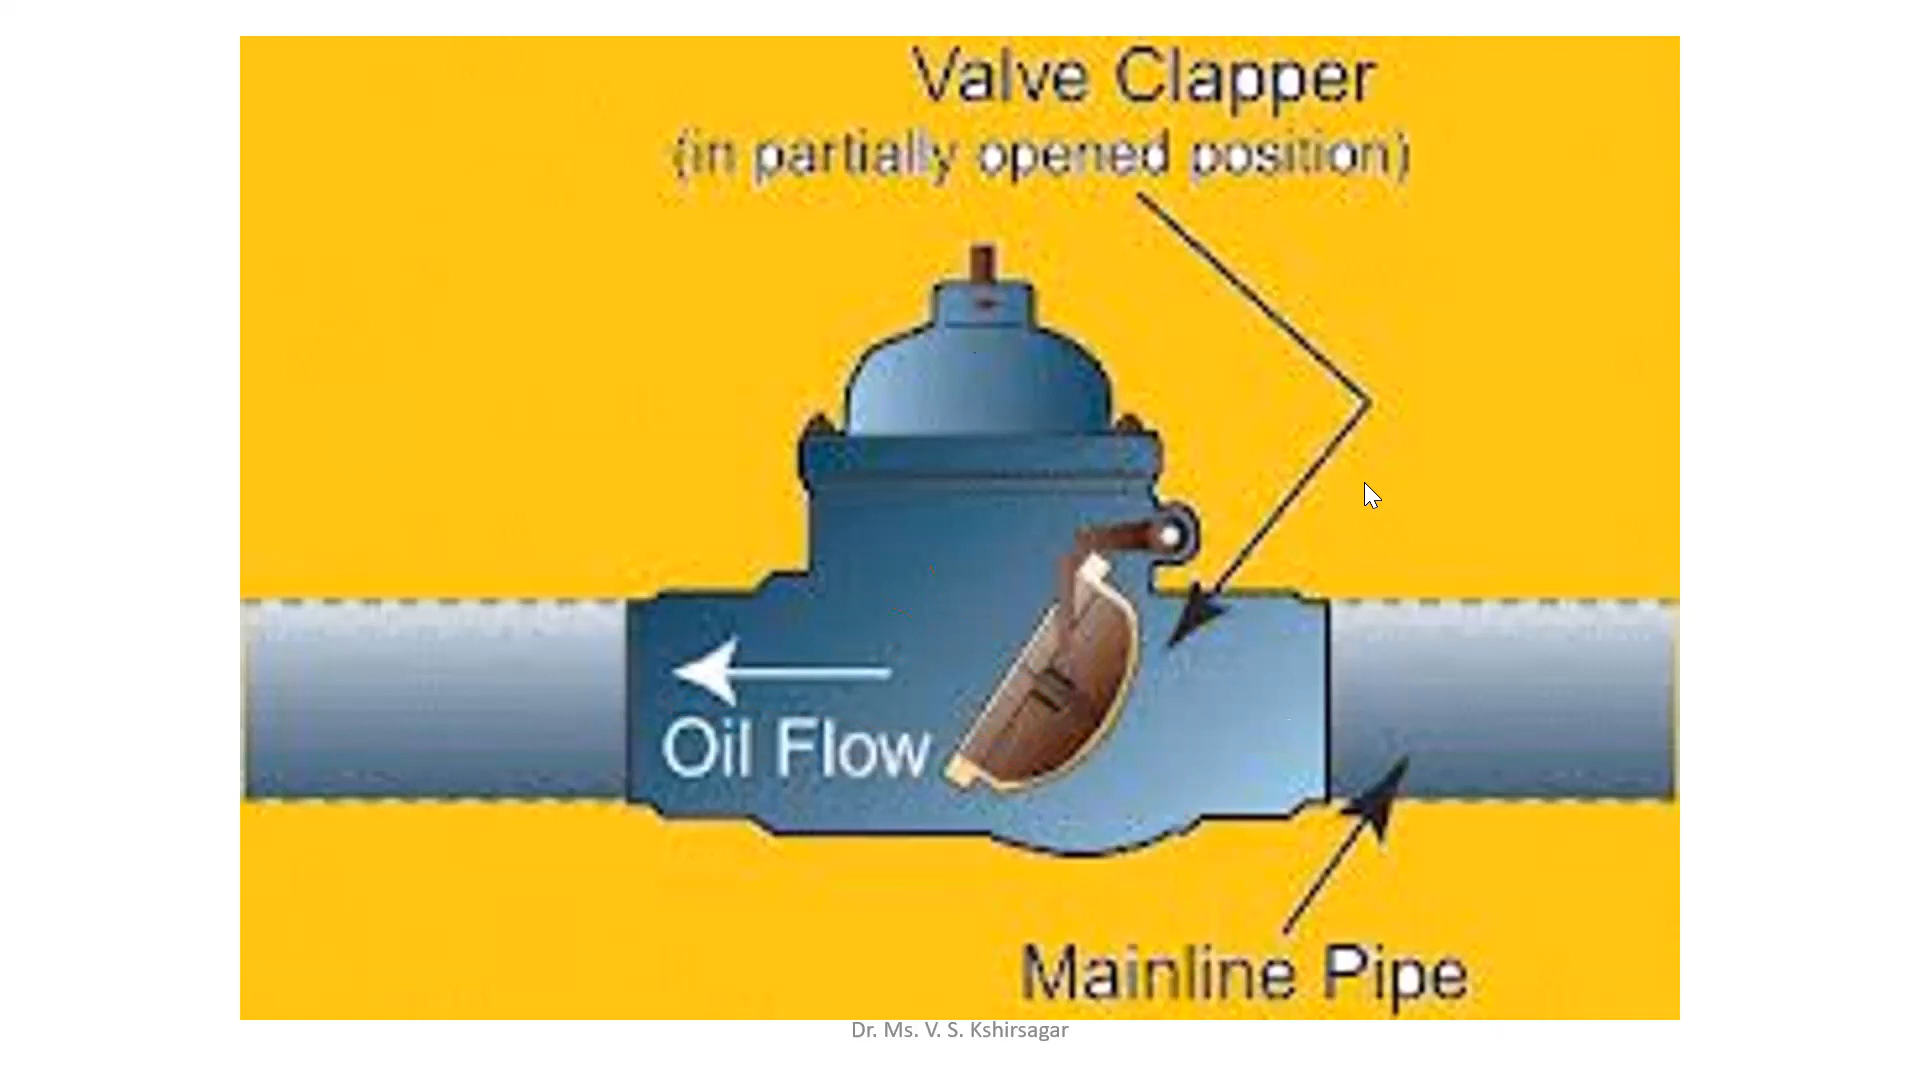 Valve Clapper
(in partially opened position)
Oil Flow
Mainline Pipe
Dr. Ms. V. S. Kshirsagar